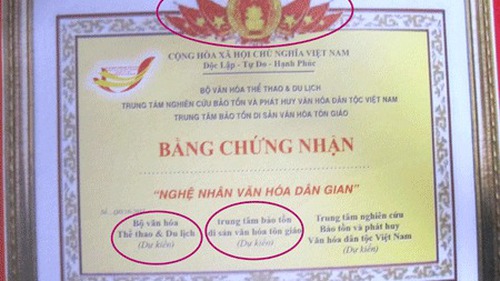 CỘNG HÒA XÃ HỘI CHỦ NGHĨA VIỆT NAM
Độc Lập - Tự Do - Hạnh Phúc
BỘ VĂN HÓA THỂ THAO & DU LỊCH
TRUNG TÂM NGHIÊN CỨU BẢO TỒN VÀ PHÁT HUY VĂN HÓA DÂN TỘC VIỆT NAM
TRUNG TÂM BẢO TỒN DI SẢN VĂN HÓA TÔN GIÁO
BẰNG CHỨNG NHẬN
"NGHỆ NHÂN VĂN HÓA DÂN GIAN"
Bộ văn hóa
Thể thao & Du lịch
(Dự kiến)
trung tâm bảo tồn
di sản văn hóa tôn giáo
(Dự kiến)
Trung tâm nghiên cứu
Bảo tồn và phát huy
Văn hóa dân tộc Việt Nam
(Dự kiến)